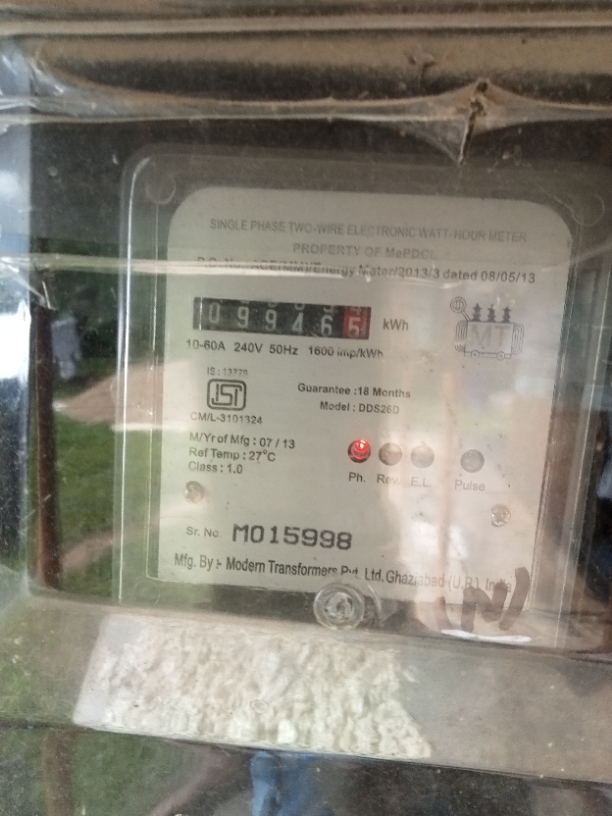 SINGLE PHASE TWO-WIRE ELECTRONIC WATT-HOUR METER
PROPERTY OF MePDCL
Energy Meter/2013/3 dated 08/05/13
09946 kWh
10-60A 240V 50Hz 1600 imp/kWh
MT
IS : 13779
ISI
CM/L-3101324
Guarantee :18 Months
Model : DDS26D
M/Yr of Mfg : 07 / 13
Ref Temp : 27°C
Class : 1.0
Ph. Rev. E.L. Pulse
Sr. No. M015998
Mfg. By :- Modern Transformers Pvt. Ltd. Ghaziabad (U.P.) India